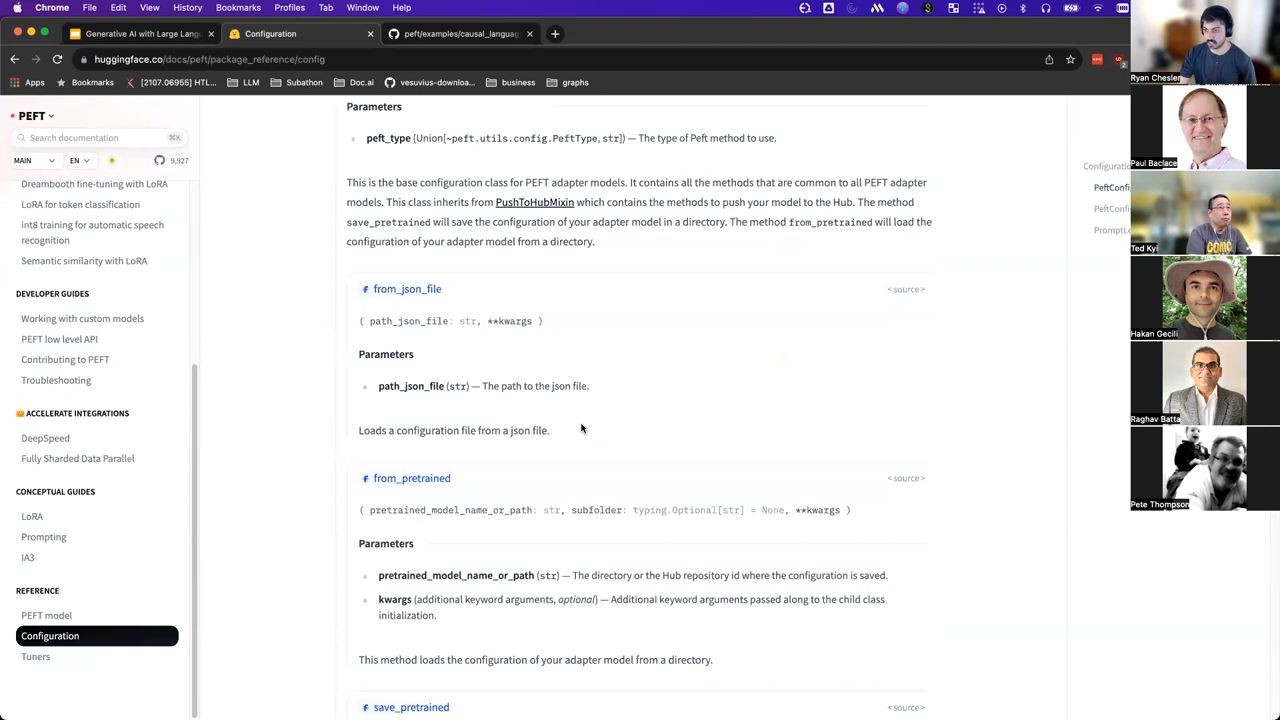 Chrome File Edit View History Bookmarks Profiles Tab Window Help
Generative AI with Large Lang
Configuration
peft/examples/causal_languag
huggingface.co/docs/peft/package_reference/config
2
Apps Bookmarks [2107.06955] HTL... LLM Subathon Doc.ai vesuvius-downloa... business graphs
PEFT
Search documentation ⌘K
MAIN EN 9,927
Dreambooth fine-tuning with LoRA
LoRA for token classification
int8 training for automatic speech
recognition
Semantic similarity with LoRA
DEVELOPER GUIDES
Working with custom models
PEFT low level API
Contributing to PEFT
Troubleshooting
🤗 ACCELERATE INTEGRATIONS
DeepSpeed
Fully Sharded Data Parallel
CONCEPTUAL GUIDES
LoRA
Prompting
IA3
REFERENCE
PEFT model
Configuration
Tuners
Parameters
peft_type (Union[~peft.utils.config.PeftType, str]) — The type of Peft method to use.
This is the base configuration class for PEFT adapter models. It contains all the methods that are common to all PEFT adapter
models. This class inherits from PushToHubMixin which contains the methods to push your model to the Hub. The method
save_pretrained will save the configuration of your adapter model in a directory. The method from_pretrained will load the
configuration of your adapter model from a directory.
from_json_file <source>
( path_json_file: str, **kwargs )
Parameters
path_json_file (str) — The path to the json file.
Loads a configuration file from a json file.
from_pretrained <source>
( pretrained_model_name_or_path: str, subfolder: typing.Optional[str] = None, **kwargs )
Parameters
pretrained_model_name_or_path (str) — The directory or the Hub repository id where the configuration is saved.
kwargs (additional keyword arguments, optional) — Additional keyword arguments passed along to the child class
initialization.
This method loads the configuration of your adapter model from a directory.
save_pretrained <source>
Configuratio
PeftConfi
PeftConfi
PromptLe
Ryan Chesler
Paul Baclace
Ted Kyi
Hakan Gecili
Raghav Batta
Pete Thompson